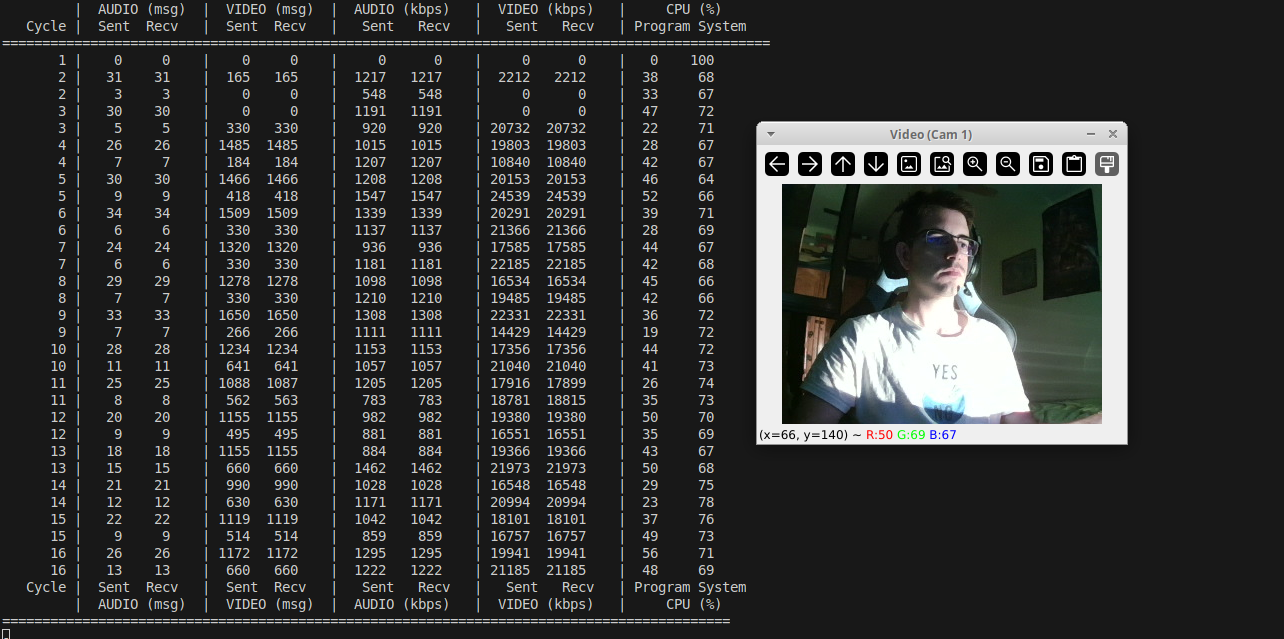 | AUDIO (msg) | VIDEO (msg) | AUDIO (kbps) | VIDEO (kbps) | CPU (%)
Cycle | Sent Recv | Sent Recv | Sent Recv | Sent Recv | Program System
================================================================================
1 | 0 0 | 0 0 | 0 0 | 0 0 | 0 100
2 | 31 31 | 165 165 | 1217 1217 | 2212 2212 | 38 68
2 | 3 3 | 0 0 | 548 548 | 0 0 | 33 67
3 | 30 30 | 0 0 | 1191 1191 | 0 0 | 47 72
3 | 5 5 | 330 330 | 920 920 | 20732 20732 | 22 71
4 | 26 26 | 1485 1485 | 1015 1015 | 19803 19803 | 28 67
4 | 7 7 | 184 184 | 1207 1207 | 10840 10840 | 42 67
5 | 30 30 | 1466 1466 | 1208 1208 | 20153 20153 | 46 64
5 | 9 9 | 418 418 | 1547 1547 | 24539 24539 | 52 66
6 | 34 34 | 1509 1509 | 1339 1339 | 20291 20291 | 39 71
6 | 6 6 | 330 330 | 1137 1137 | 21366 21366 | 28 69
7 | 24 24 | 1320 1320 | 936 936 | 17585 17585 | 44 67
7 | 6 6 | 330 330 | 1181 1181 | 22185 22185 | 42 68
8 | 29 29 | 1278 1278 | 1098 1098 | 16534 16534 | 45 66
8 | 7 7 | 330 330 | 1210 1210 | 19485 19485 | 42 66
9 | 33 33 | 1650 1650 | 1308 1308 | 22331 22331 | 36 72
9 | 7 7 | 266 266 | 1111 1111 | 14429 14429 | 19 72
10 | 28 28 | 1234 1234 | 1153 1153 | 17356 17356 | 44 72
10 | 11 11 | 641 641 | 1057 1057 | 21040 21040 | 41 73
11 | 25 25 | 1088 1087 | 1205 1205 | 17916 17899 | 26 74
11 | 8 8 | 562 563 | 783 783 | 18781 18815 | 35 73
12 | 20 20 | 1155 1155 | 982 982 | 19380 19380 | 50 70
12 | 9 9 | 495 495 | 881 881 | 16551 16551 | 35 69
13 | 18 18 | 1155 1155 | 884 884 | 19366 19366 | 43 67
13 | 15 15 | 660 660 | 1462 1462 | 21973 21973 | 50 68
14 | 21 21 | 990 990 | 1028 1028 | 16548 16548 | 29 75
14 | 12 12 | 630 630 | 1171 1171 | 20994 20994 | 23 78
15 | 22 22 | 1119 1119 | 1042 1042 | 18101 18101 | 37 76
15 | 9 9 | 514 514 | 859 859 | 16757 16757 | 49 73
16 | 26 26 | 1172 1172 | 1295 1295 | 19941 19941 | 56 71
16 | 13 13 | 660 660 | 1222 1222 | 21185 21185 | 48 69
Cycle | Sent Recv | Sent Recv | Sent Recv | Sent Recv | Program System
| AUDIO (msg) | VIDEO (msg) | AUDIO (kbps) | VIDEO (kbps) | CPU (%)
================================================================================
Video (Cam 1)
YES
NO
(x=66, y=140) ~ R:50 G:69 B:67